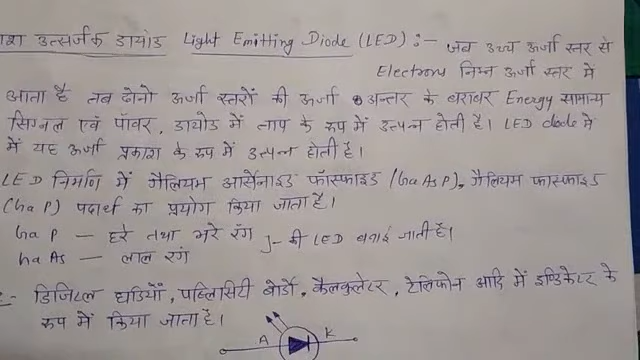 उत्सर्जक डायोड Light Emitting Diode (LED) :- जब उच्च ऊर्जा स्तर से
Electrons निम्न ऊर्जा स्तर में
आता है तब दोनो ऊर्जा स्तरों की ऊर्जा अन्तर के बराबर Energy सामान्य
सिग्नल एवं पॉवर, डायोड में ताप के रूप में उत्पन्न होती है। LED diode मे
में यह ऊर्जा प्रकाश के रूप में उत्पन्न होती है।
LED निर्माण में गैलियम आर्सेनाइड फॉस्फाइड (Ga As P), गैलियम फास्फाइड
(Ga P) पदार्थ का प्रयोग किया जाता है।
Ga P — हरे तथा भरे रंग
Ga As — लाल रंग
}- की LED बनाई जाती है।
:- डिजिटल घडियों, पब्लिसिटी बोर्डो, कैलकुलेटर, टेलिफोन आदि में इण्डिकेटर के
रूप में किया जाता है।
A K